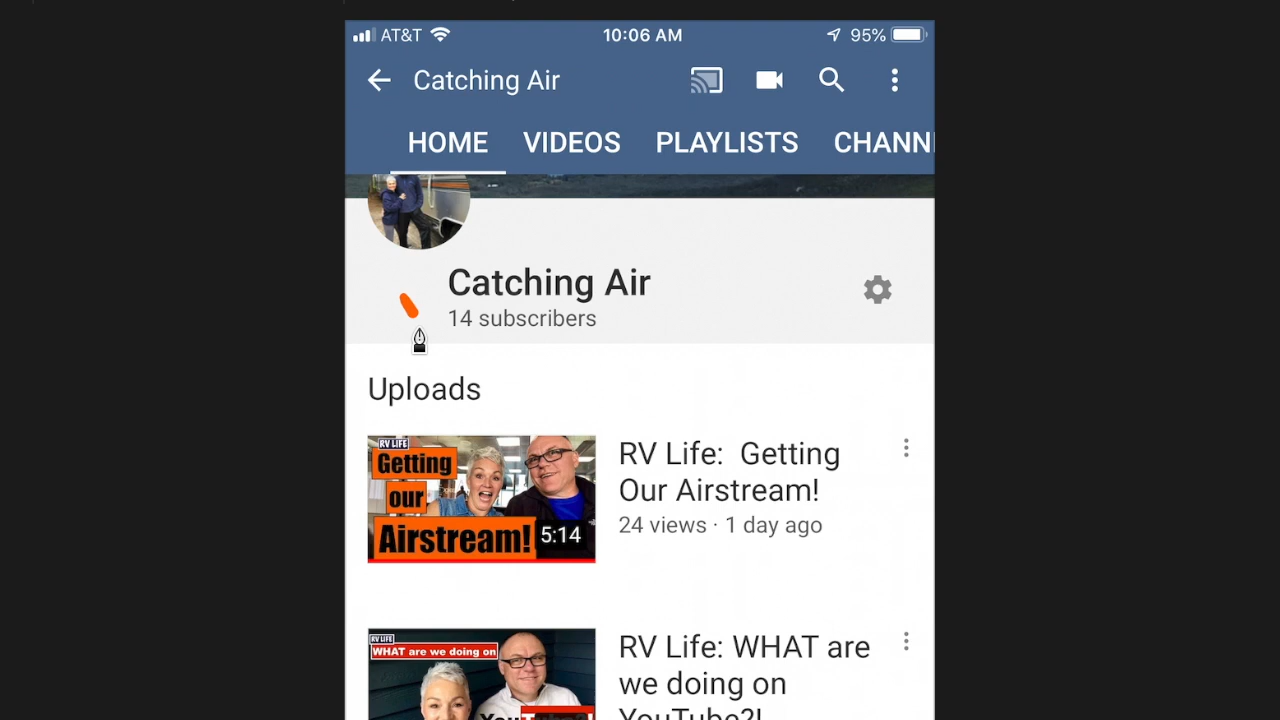 AT&T 10:06 AM 95%
Catching Air
HOME VIDEOS PLAYLISTS CHANN
Catching Air
14 subscribers
Uploads
RV LIFE
Getting
our
Airstream!
5:14
RV Life:  Getting
Our Airstream!
24 views · 1 day ago
RV LIFE
WHAT are we doing on
YouTube?!
RV Life: WHAT are
we doing on
YouTube?!